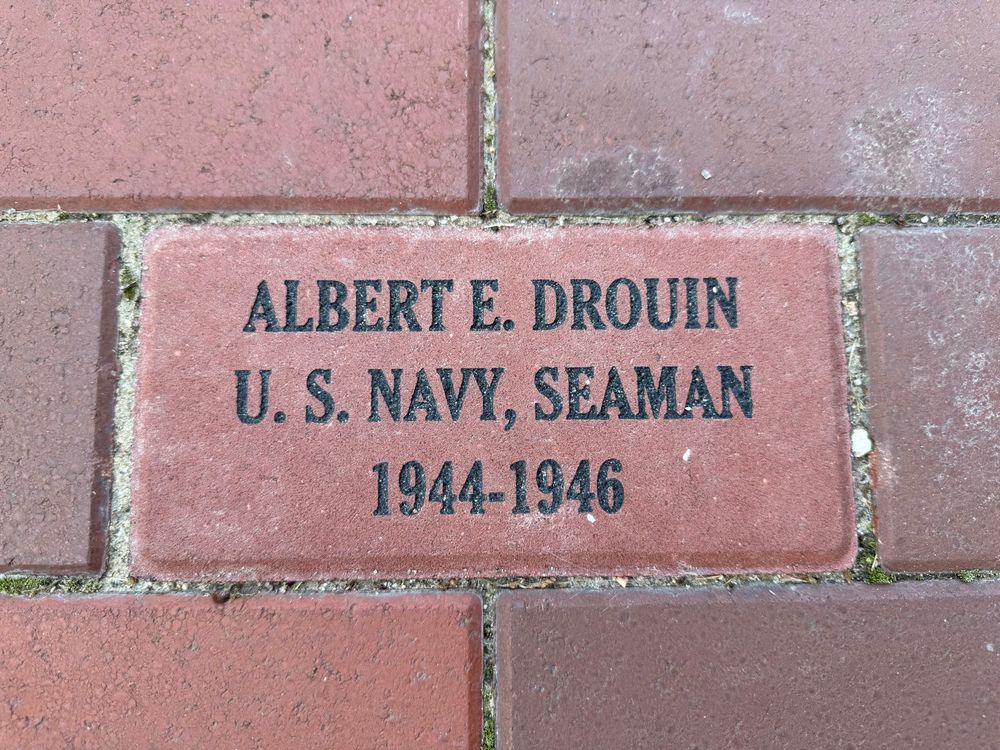 ALBERT E. DROUIN
U. S. NAVY, SEAMAN
1944-1946